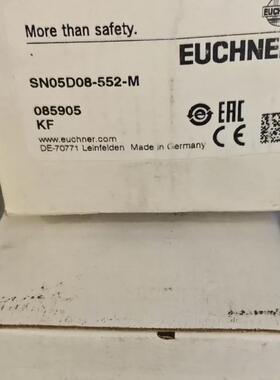 More than safety.
EUCHNER
SN05D08-552-M
085905
KF
www.euchner.com
DE-70771 Leinfelden Made in Germany
EAC
CE